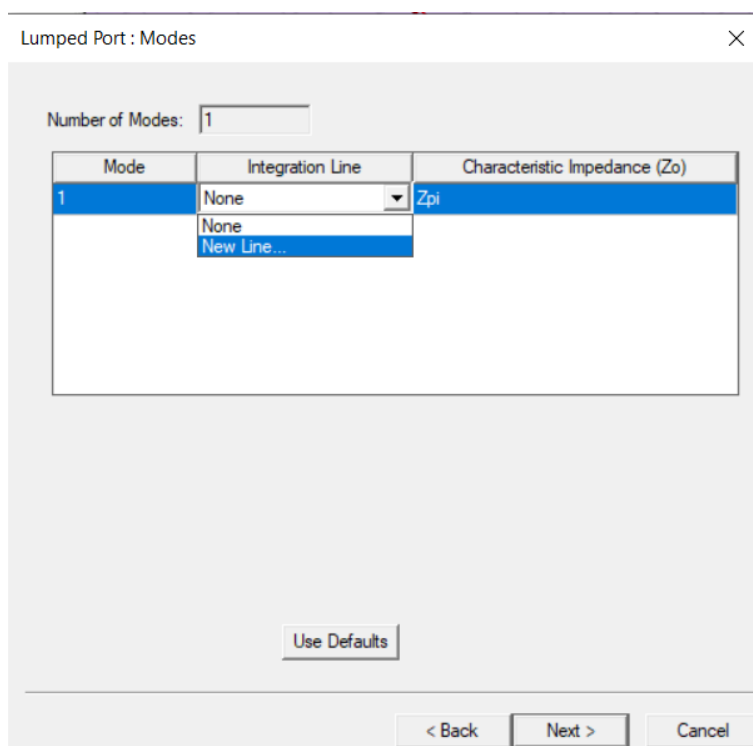 Lumped Port : Modes
Number of Modes: 1
Mode Integration Line Characteristic Impedance (Zo)
1 None Zpi
None
New Line...
Use Defaults
< Back Next > Cancel